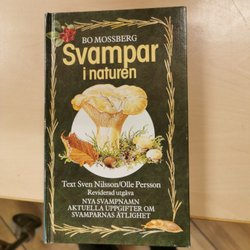 BO MOSSBERG
Svampar
i naturen
Text Sven Nilsson/Olle Persson
Reviderad utgåva
NYA SVAMPNAMN
AKTUELLA UPPGIFTER OM
SVAMPARNAS ÄTLIGHET